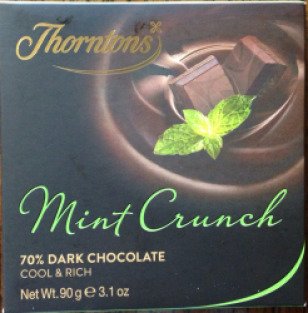 Thorntons
Mint Crunch
70% DARK CHOCOLATE
COOL & RICH
Net Wt. 90 g ℮ 3.1 oz